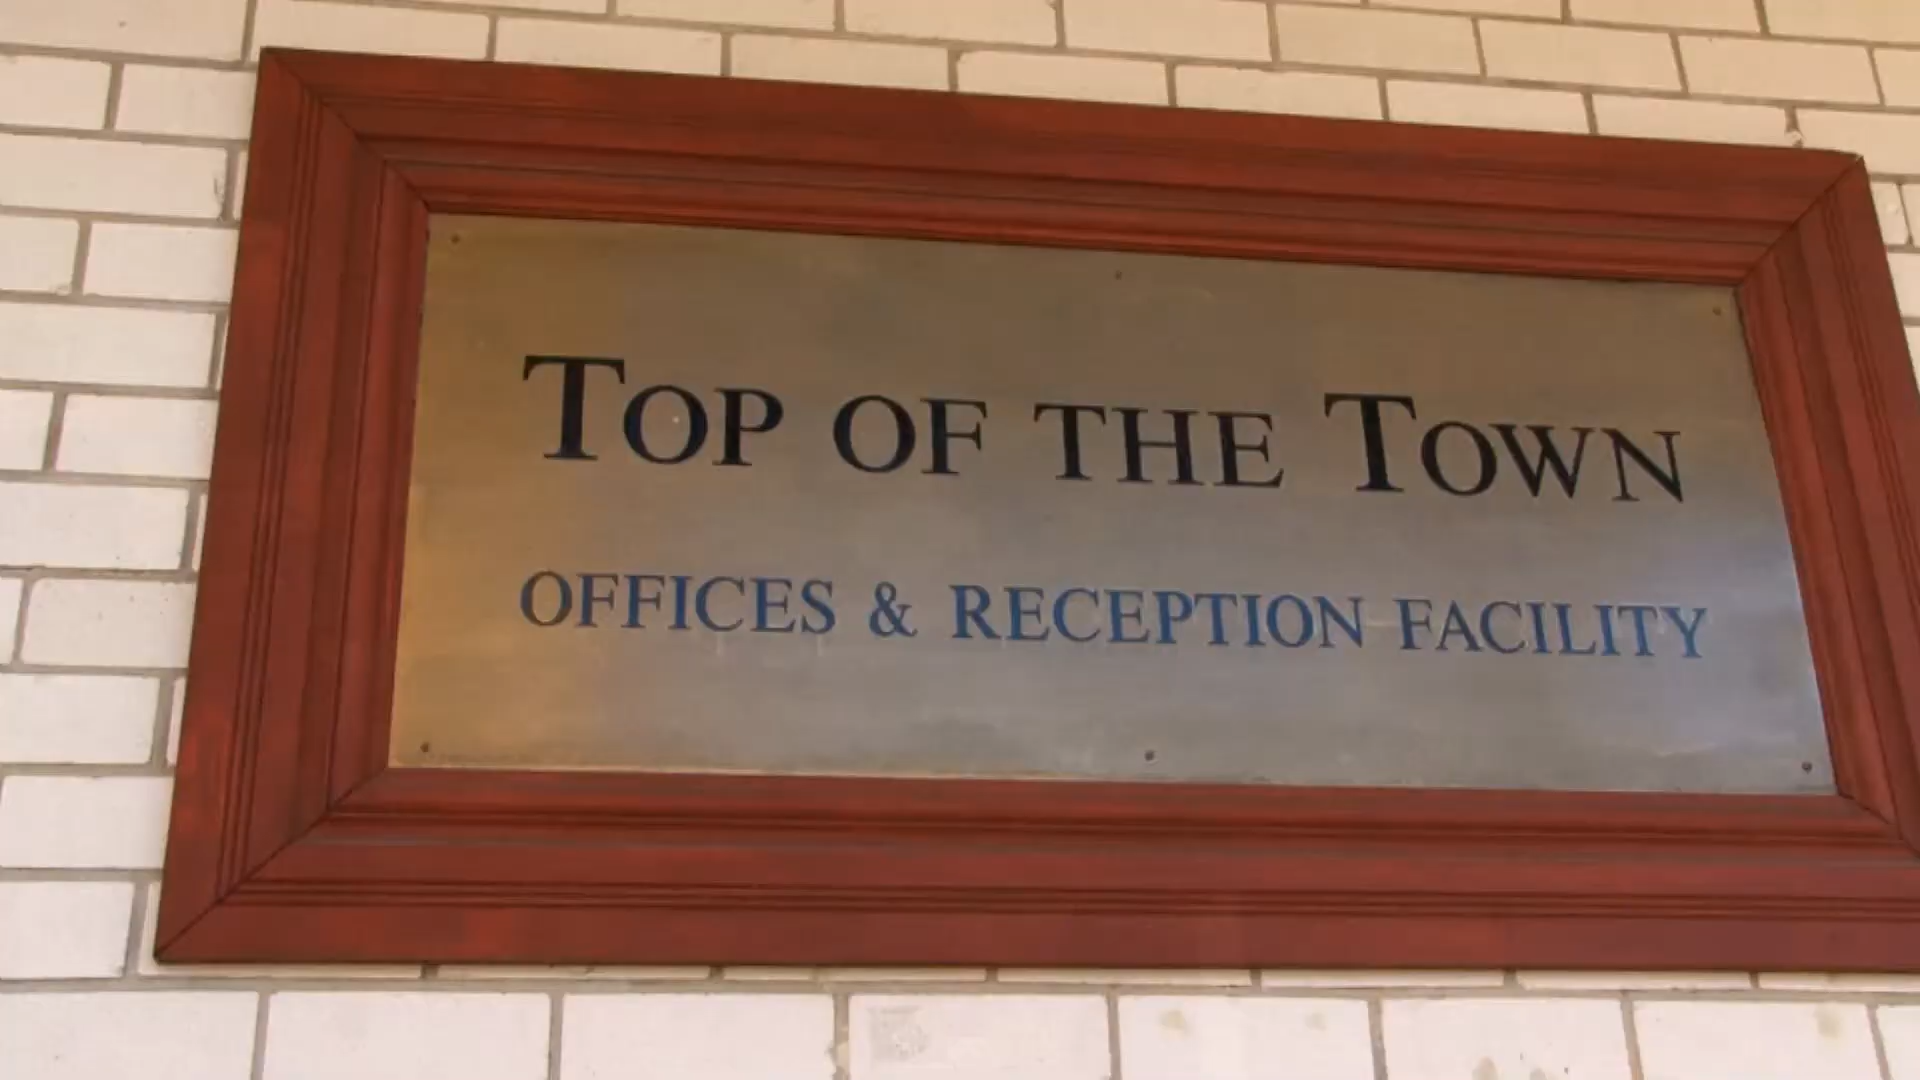 TOP OF THE TOWN
OFFICES & RECEPTION FACILITY